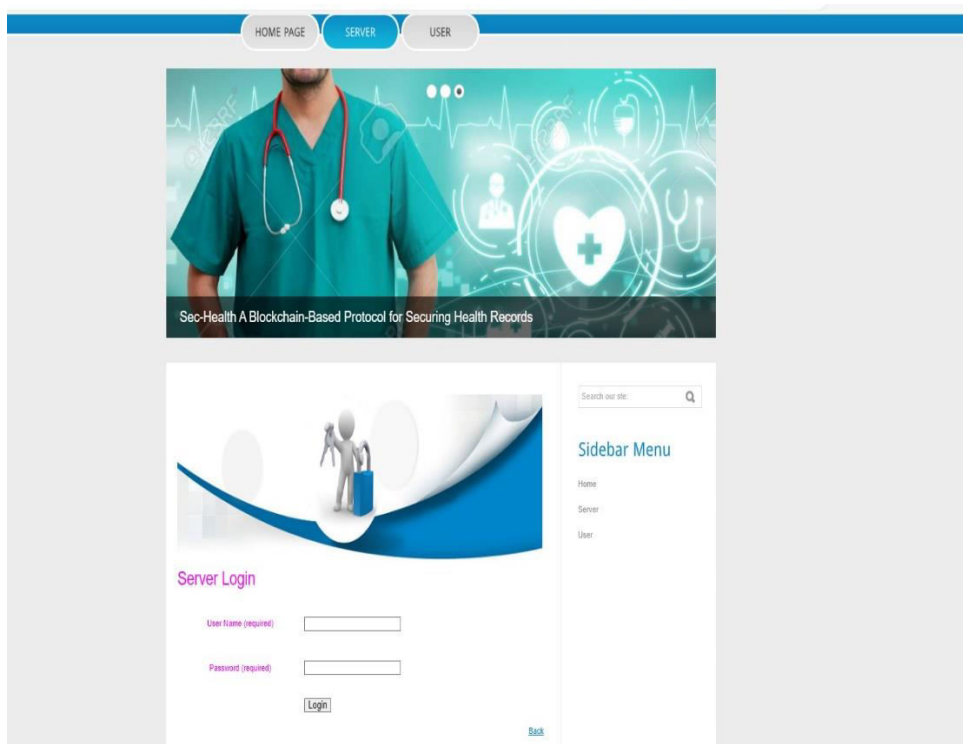 HOME PAGE
SERVER
USER
Sec-Health A Blockchain-Based Protocol for Securing Health Records
Search our site:
Sidebar Menu
Home
Server
User
Server Login
User Name (required)
Password (required)
Login
Back